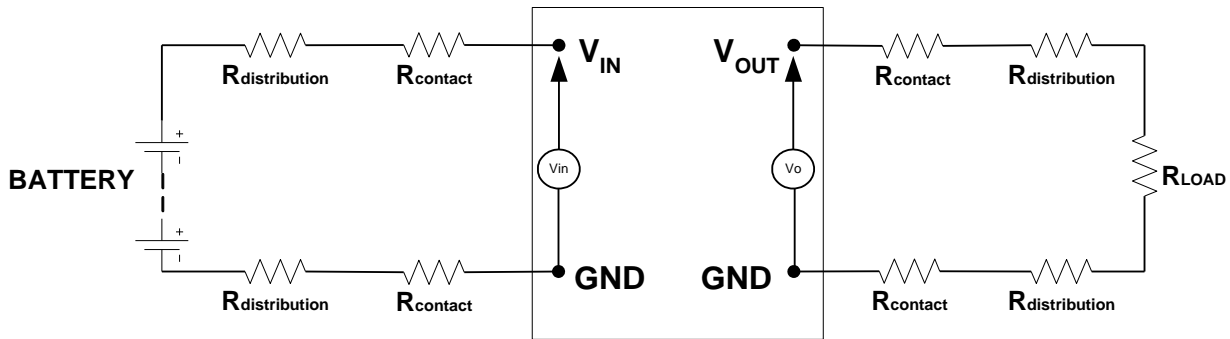 Rdistribution Rcontact
VIN
VOUT
Rcontact Rdistribution
+
-
BATTERY
+
-
Vin
Vo
RLOAD
GND
GND
Rdistribution Rcontact
Rcontact Rdistribution